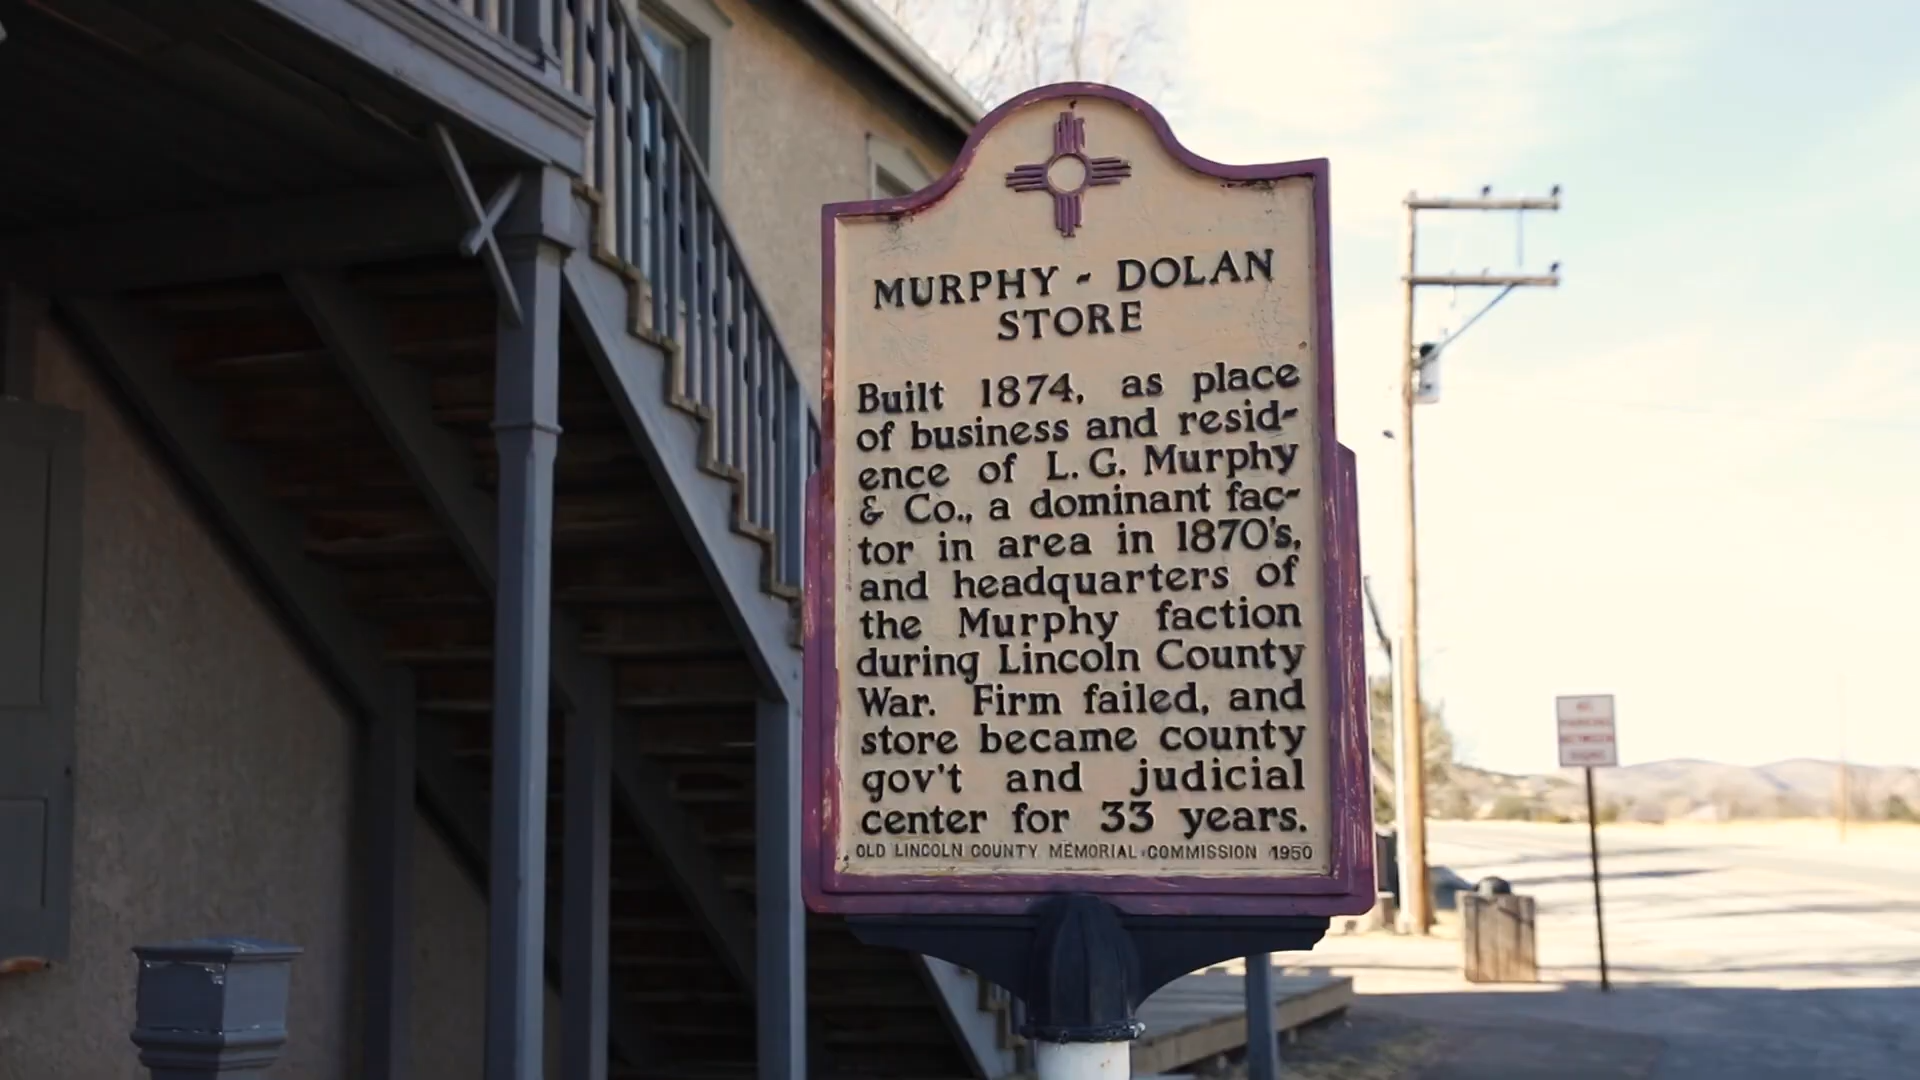 MURPHY - DOLAN
STORE
Built 1874, as place
of business and resid-
ence of L.G. Murphy
& Co., a dominant fac-
tor in area in 1870's,
and headquarters of
the Murphy faction
during Lincoln County
War. Firm failed, and
store became county
gov't and judicial
center for 33 years.
OLD LINCOLN COUNTY MEMORIAL COMMISSION 1950